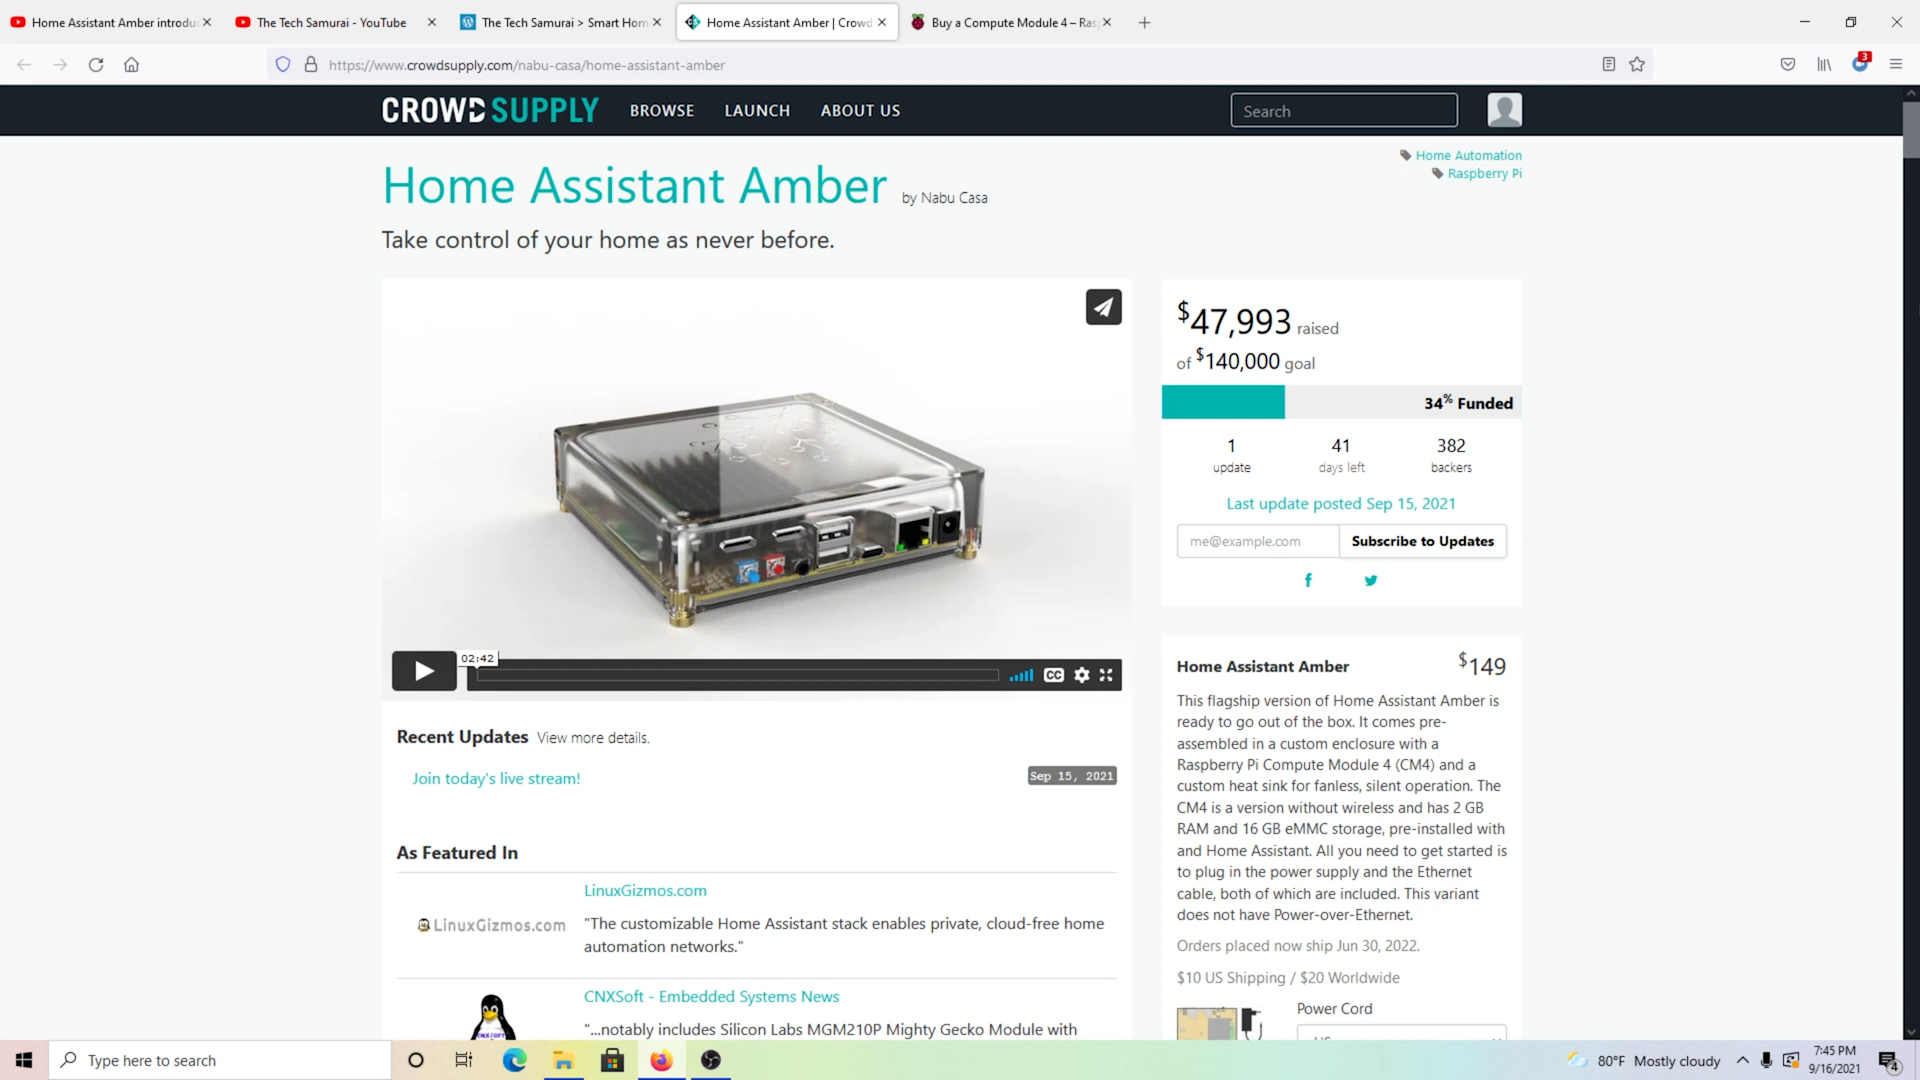 Home Assistant Amber introdu
The Tech Samurai - YouTube
The Tech Samurai > Smart Hom
Home Assistant Amber | Crowd
Buy a Compute Module 4 – Ras
https://www.crowdsupply.com/nabu-casa/home-assistant-amber
3
CROWD SUPPLY
BROWSE
LAUNCH
ABOUT US
Search
Home Automation
Raspberry Pi
Home Assistant Amber by Nabu Casa
Take control of your home as never before.
$47,993 raised
of $140,000 goal
34% Funded
1
update
41
days left
382
backers
Last update posted Sep 15, 2021
me@example.com
Subscribe to Updates
02:42
CC
Home Assistant Amber
$149
This flagship version of Home Assistant Amber is
ready to go out of the box. It comes pre-
assembled in a custom enclosure with a
Raspberry Pi Compute Module 4 (CM4) and a
custom heat sink for fanless, silent operation. The
CM4 is a version without wireless and has 2 GB
RAM and 16 GB eMMC storage, pre-installed with
and Home Assistant. All you need to get started is
to plug in the power supply and the Ethernet
cable, both of which are included. This variant
does not have Power-over-Ethernet.
Orders placed now ship Jun 30, 2022.
$10 US Shipping / $20 Worldwide
Power Cord
Recent Updates View more details.
Join today's live stream!
Sep 15, 2021
As Featured In
LinuxGizmos.com
LinuxGizmos.com
"The customizable Home Assistant stack enables private, cloud-free home
automation networks."
CNXSoft - Embedded Systems News
CNXSOFT
"...notably includes Silicon Labs MGM210P Mighty Gecko Module with
Type here to search
80°F Mostly cloudy
7:45 PM
9/16/2021
4